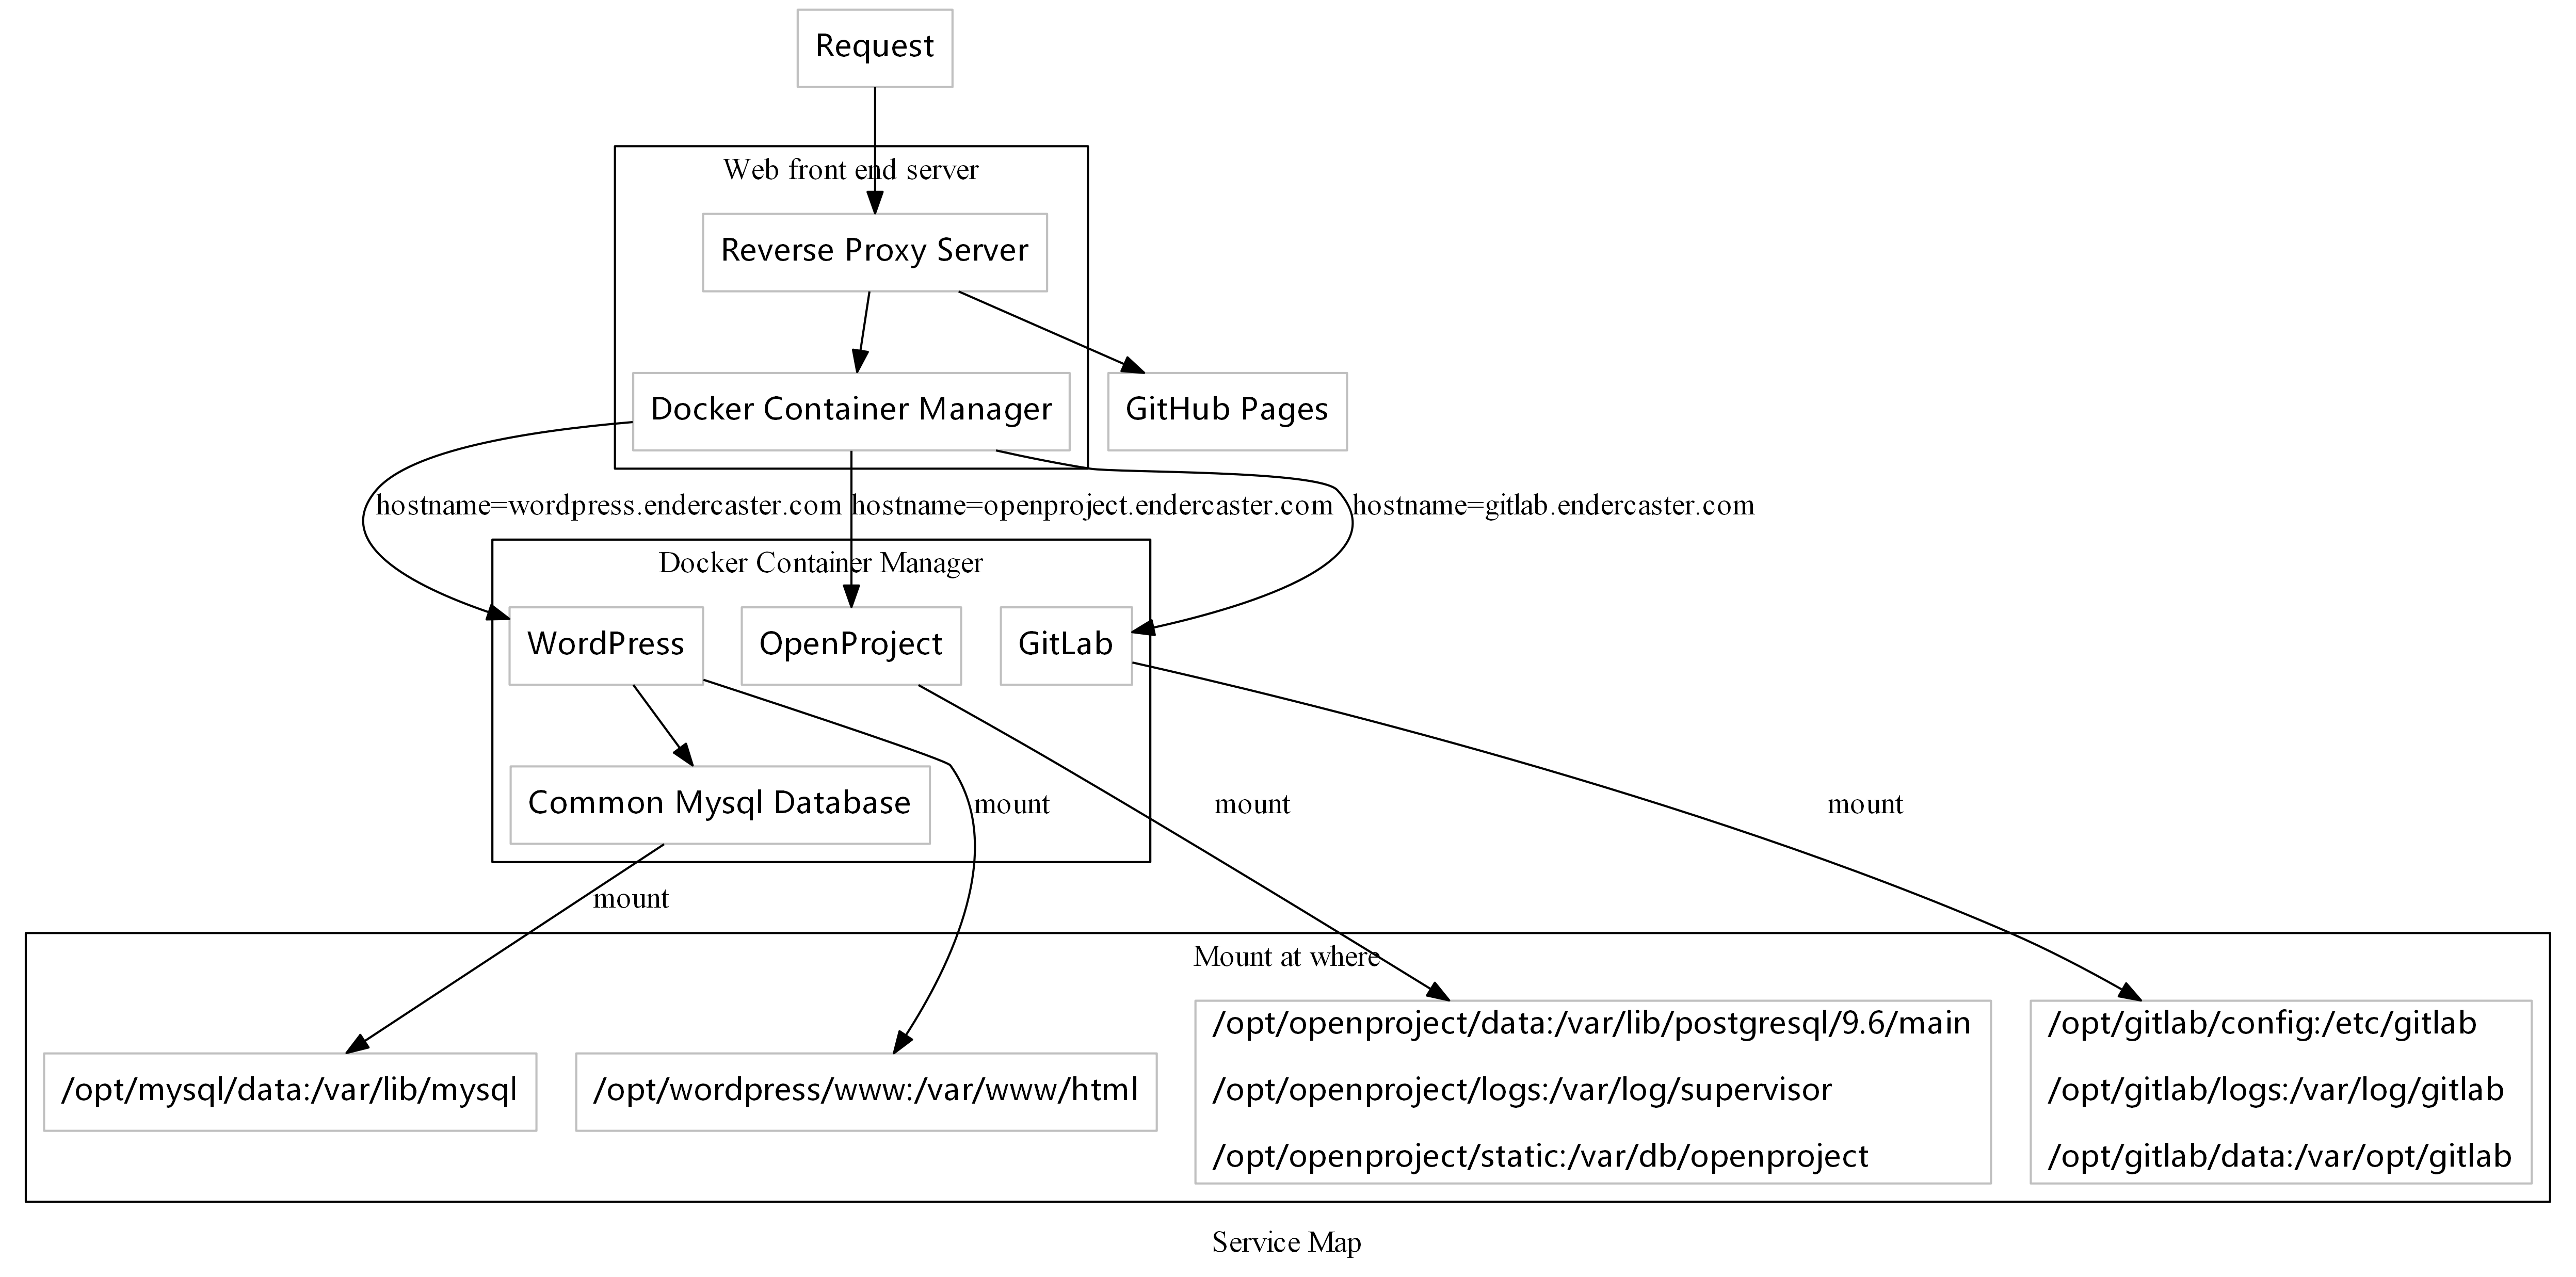 Request
Web front end server
Reverse Proxy Server
Docker Container Manager
GitHub Pages
hostname=wordpress.endercaster.com
hostname=openproject.endercaster.com
hostname=gitlab.endercaster.com
Docker Container Manager
WordPress
OpenProject
GitLab
Common Mysql Database
mount
mount
mount
mount
Mount at where
/opt/mysql/data:/var/lib/mysql
/opt/wordpress/www:/var/www/html
/opt/openproject/data:/var/lib/postgresql/9.6/main
/opt/openproject/logs:/var/log/supervisor
/opt/openproject/static:/var/db/openproject
/opt/gitlab/config:/etc/gitlab
/opt/gitlab/logs:/var/log/gitlab
/opt/gitlab/data:/var/opt/gitlab
Service Map